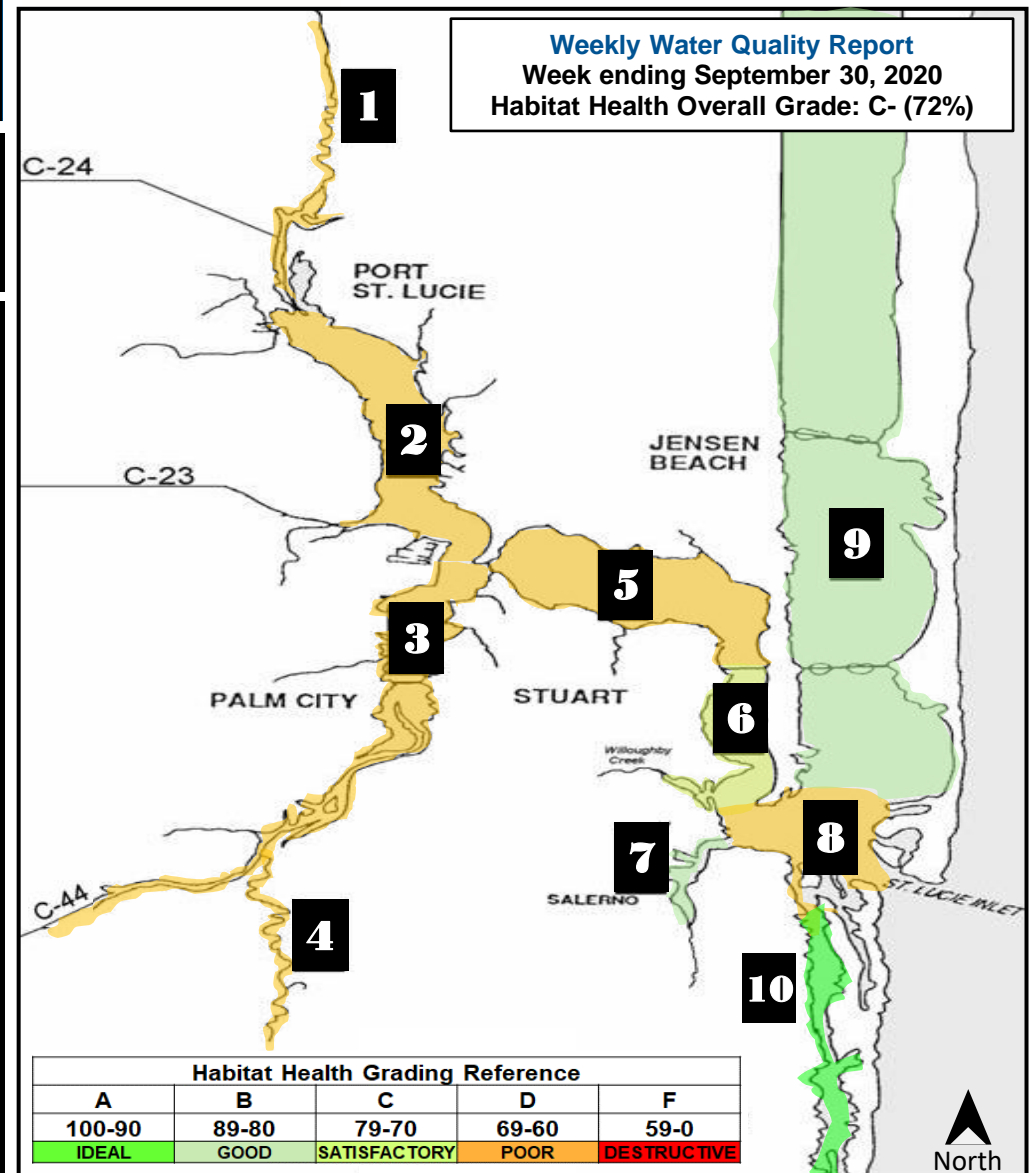 Weekly Water Quality Report
Week ending September 30, 2020
Habitat Health Overall Grade: C- (72%)
1
C-24
PORT
ST. LUCIE
2
JENSEN
BEACH
C-23
9
5
3
PALM CITY
STUART
6
Willoughby
Creek
8
7
ST. LUCIE INLET
SALERNO
C-44
4
10
Habitat Health Grading Reference
A B C D F
100-90 89-80 79-70 69-60 59-0
IDEAL GOOD SATISFACTORY POOR DESTRUCTIVE
North